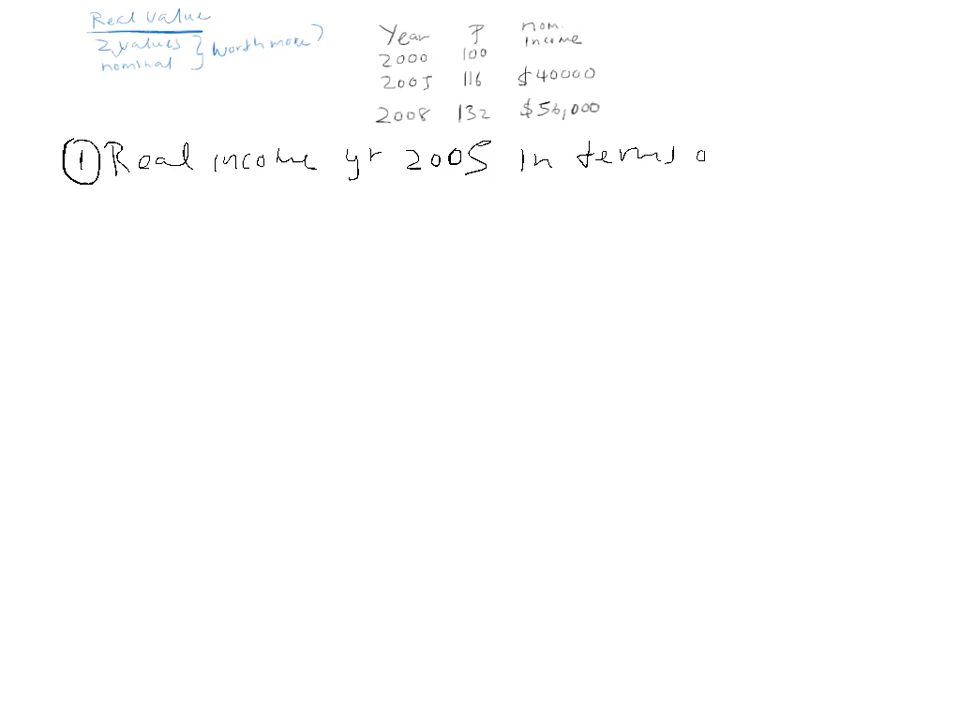 Real value
2 values } worth more?
nominal
Year P nom. income
2000 100
2005 116 $40000
2008 132 $56,000
① Real income yr 2005 in terms o